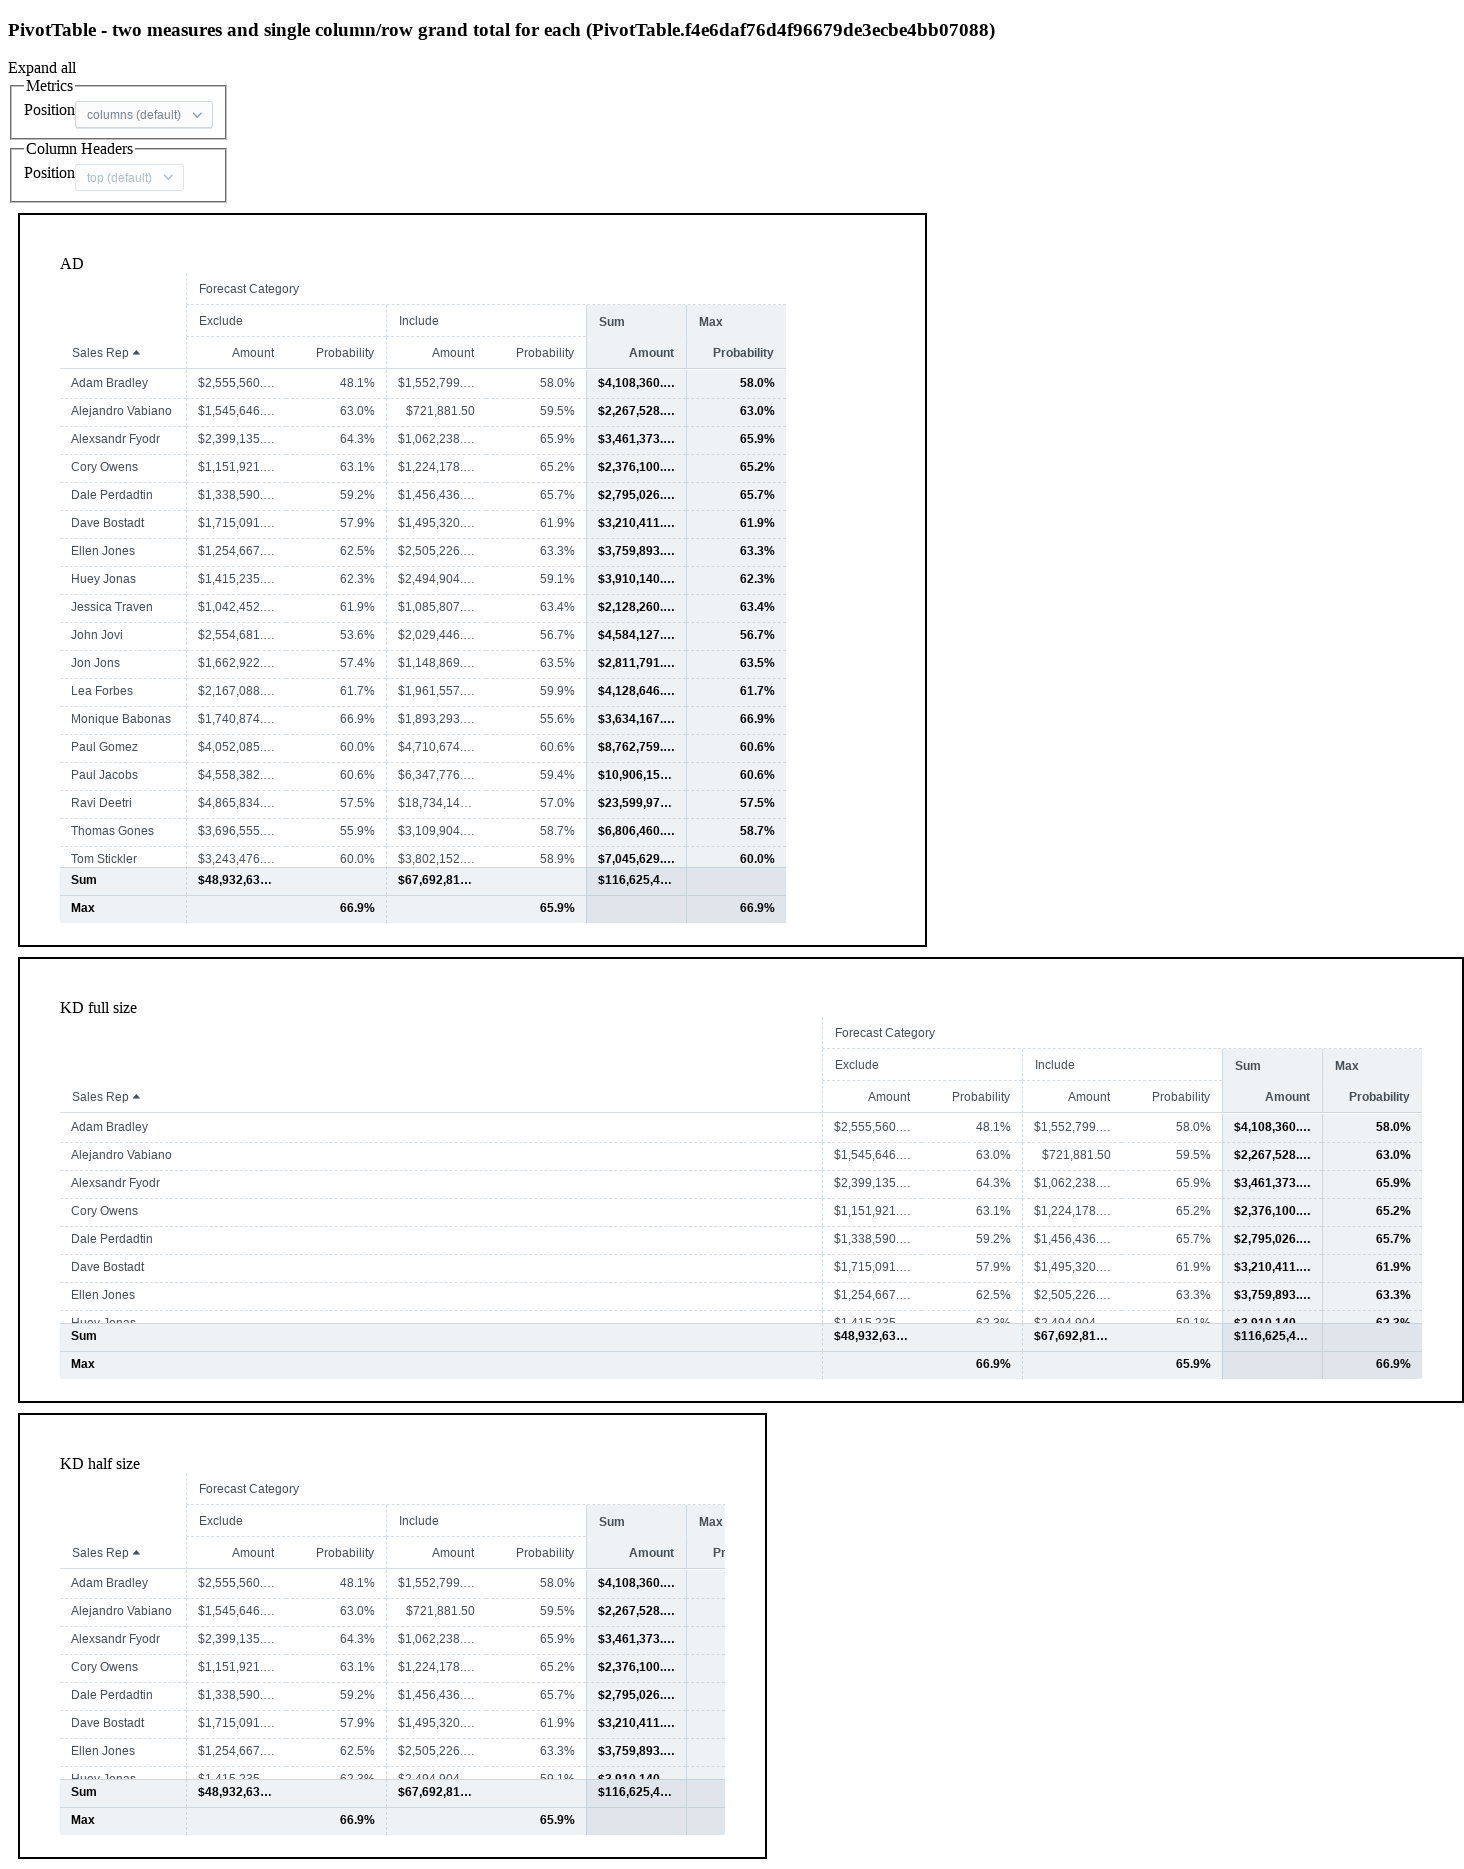 PivotTable - two measures and single column/row grand total for each (PivotTable.f4e6daf76d4f96679de3ecbe4bb07088)
Expand all
Metrics
Position columns (default)
Column Headers
Position top (default)
AD
Forecast Category
Exclude Include Sum Max
Sales Rep Amount Probability Amount Probability Amount Probability
Adam Bradley $2,555,560.… 48.1% $1,552,799.… 58.0% $4,108,360.… 58.0%
Alejandro Vabiano $1,545,646.… 63.0% $721,881.50 59.5% $2,267,528.… 63.0%
Alexsandr Fyodr $2,399,135.… 64.3% $1,062,238.… 65.9% $3,461,373.… 65.9%
Cory Owens $1,151,921.… 63.1% $1,224,178.… 65.2% $2,376,100.… 65.2%
Dale Perdadtin $1,338,590.… 59.2% $1,456,436.… 65.7% $2,795,026.… 65.7%
Dave Bostadt $1,715,091.… 57.9% $1,495,320.… 61.9% $3,210,411.… 61.9%
Ellen Jones $1,254,667.… 62.5% $2,505,226.… 63.3% $3,759,893.… 63.3%
Huey Jonas $1,415,235.… 62.3% $2,494,904.… 59.1% $3,910,140.… 62.3%
Jessica Traven $1,042,452.… 61.9% $1,085,807.… 63.4% $2,128,260.… 63.4%
John Jovi $2,554,681.… 53.6% $2,029,446.… 56.7% $4,584,127.… 56.7%
Jon Jons $1,662,922.… 57.4% $1,148,869.… 63.5% $2,811,791.… 63.5%
Lea Forbes $2,167,088.… 61.7% $1,961,557.… 59.9% $4,128,646.… 61.7%
Monique Babonas $1,740,874.… 66.9% $1,893,293.… 55.6% $3,634,167.… 66.9%
Paul Gomez $4,052,085.… 60.0% $4,710,674.… 60.6% $8,762,759.… 60.6%
Paul Jacobs $4,558,382.… 60.6% $6,347,776.… 59.4% $10,906,15… 60.6%
Ravi Deetri $4,865,834.… 57.5% $18,734,14… 57.0% $23,599,97… 57.5%
Thomas Gones $3,696,555.… 55.9% $3,109,904.… 58.7% $6,806,460.… 58.7%
Tom Stickler $3,243,476.… 60.0% $3,802,152.… 58.9% $7,045,629.… 60.0%
Sum $48,932,63… $67,692,81… $116,625,4…
Max 66.9% 65.9% 66.9%
KD full size
Forecast Category
Exclude Include Sum Max
Sales Rep Amount Probability Amount Probability Amount Probability
Adam Bradley $2,555,560.… 48.1% $1,552,799.… 58.0% $4,108,360.… 58.0%
Alejandro Vabiano $1,545,646.… 63.0% $721,881.50 59.5% $2,267,528.… 63.0%
Alexsandr Fyodr $2,399,135.… 64.3% $1,062,238.… 65.9% $3,461,373.… 65.9%
Cory Owens $1,151,921.… 63.1% $1,224,178.… 65.2% $2,376,100.… 65.2%
Dale Perdadtin $1,338,590.… 59.2% $1,456,436.… 65.7% $2,795,026.… 65.7%
Dave Bostadt $1,715,091.… 57.9% $1,495,320.… 61.9% $3,210,411.… 61.9%
Ellen Jones $1,254,667.… 62.5% $2,505,226.… 63.3% $3,759,893.… 63.3%
Huey Jonas $1,415,235.… 62.3% $2,494,904.… 59.1% $3,910,140.… 62.3%
Sum $48,932,63… $67,692,81… $116,625,4…
Max 66.9% 65.9% 66.9%
KD half size
Forecast Category
Exclude Include Sum Max
Sales Rep Amount Probability Amount Probability Amount Pr
Adam Bradley $2,555,560.… 48.1% $1,552,799.… 58.0% $4,108,360.…
Alejandro Vabiano $1,545,646.… 63.0% $721,881.50 59.5% $2,267,528.…
Alexsandr Fyodr $2,399,135.… 64.3% $1,062,238.… 65.9% $3,461,373.…
Cory Owens $1,151,921.… 63.1% $1,224,178.… 65.2% $2,376,100.…
Dale Perdadtin $1,338,590.… 59.2% $1,456,436.… 65.7% $2,795,026.…
Dave Bostadt $1,715,091.… 57.9% $1,495,320.… 61.9% $3,210,411.…
Ellen Jones $1,254,667.… 62.5% $2,505,226.… 63.3% $3,759,893.…
Huey Jonas $1,415,235.… 62.3% $2,494,904.… 59.1% $3,910,140.…
Sum $48,932,63… $67,692,81… $116,625,4…
Max 66.9% 65.9%